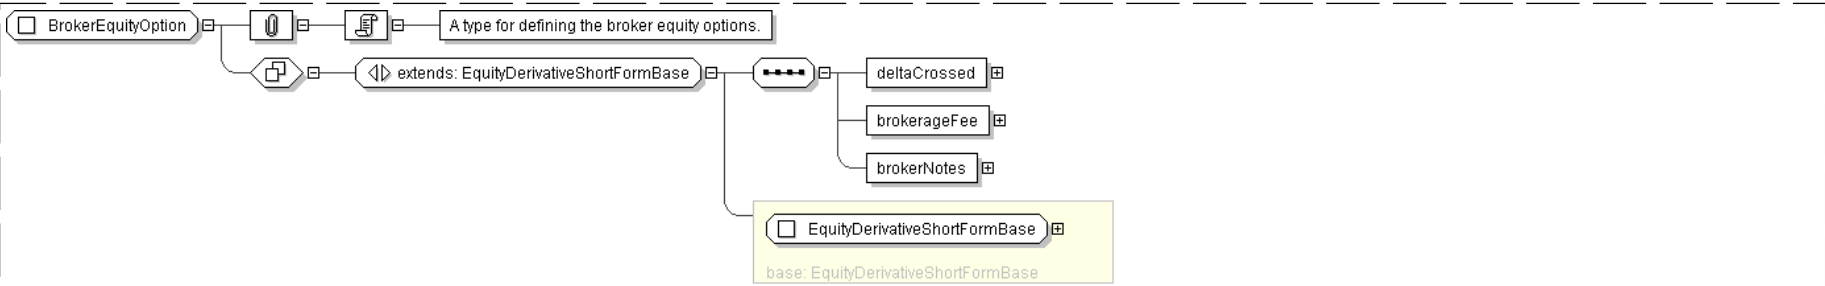 BrokerEquityOption
A type for defining the broker equity options.
extends: EquityDerivativeShortFormBase
deltaCrossed
brokerageFee
brokerNotes
EquityDerivativeShortFormBase
base: EquityDerivativeShortFormBase